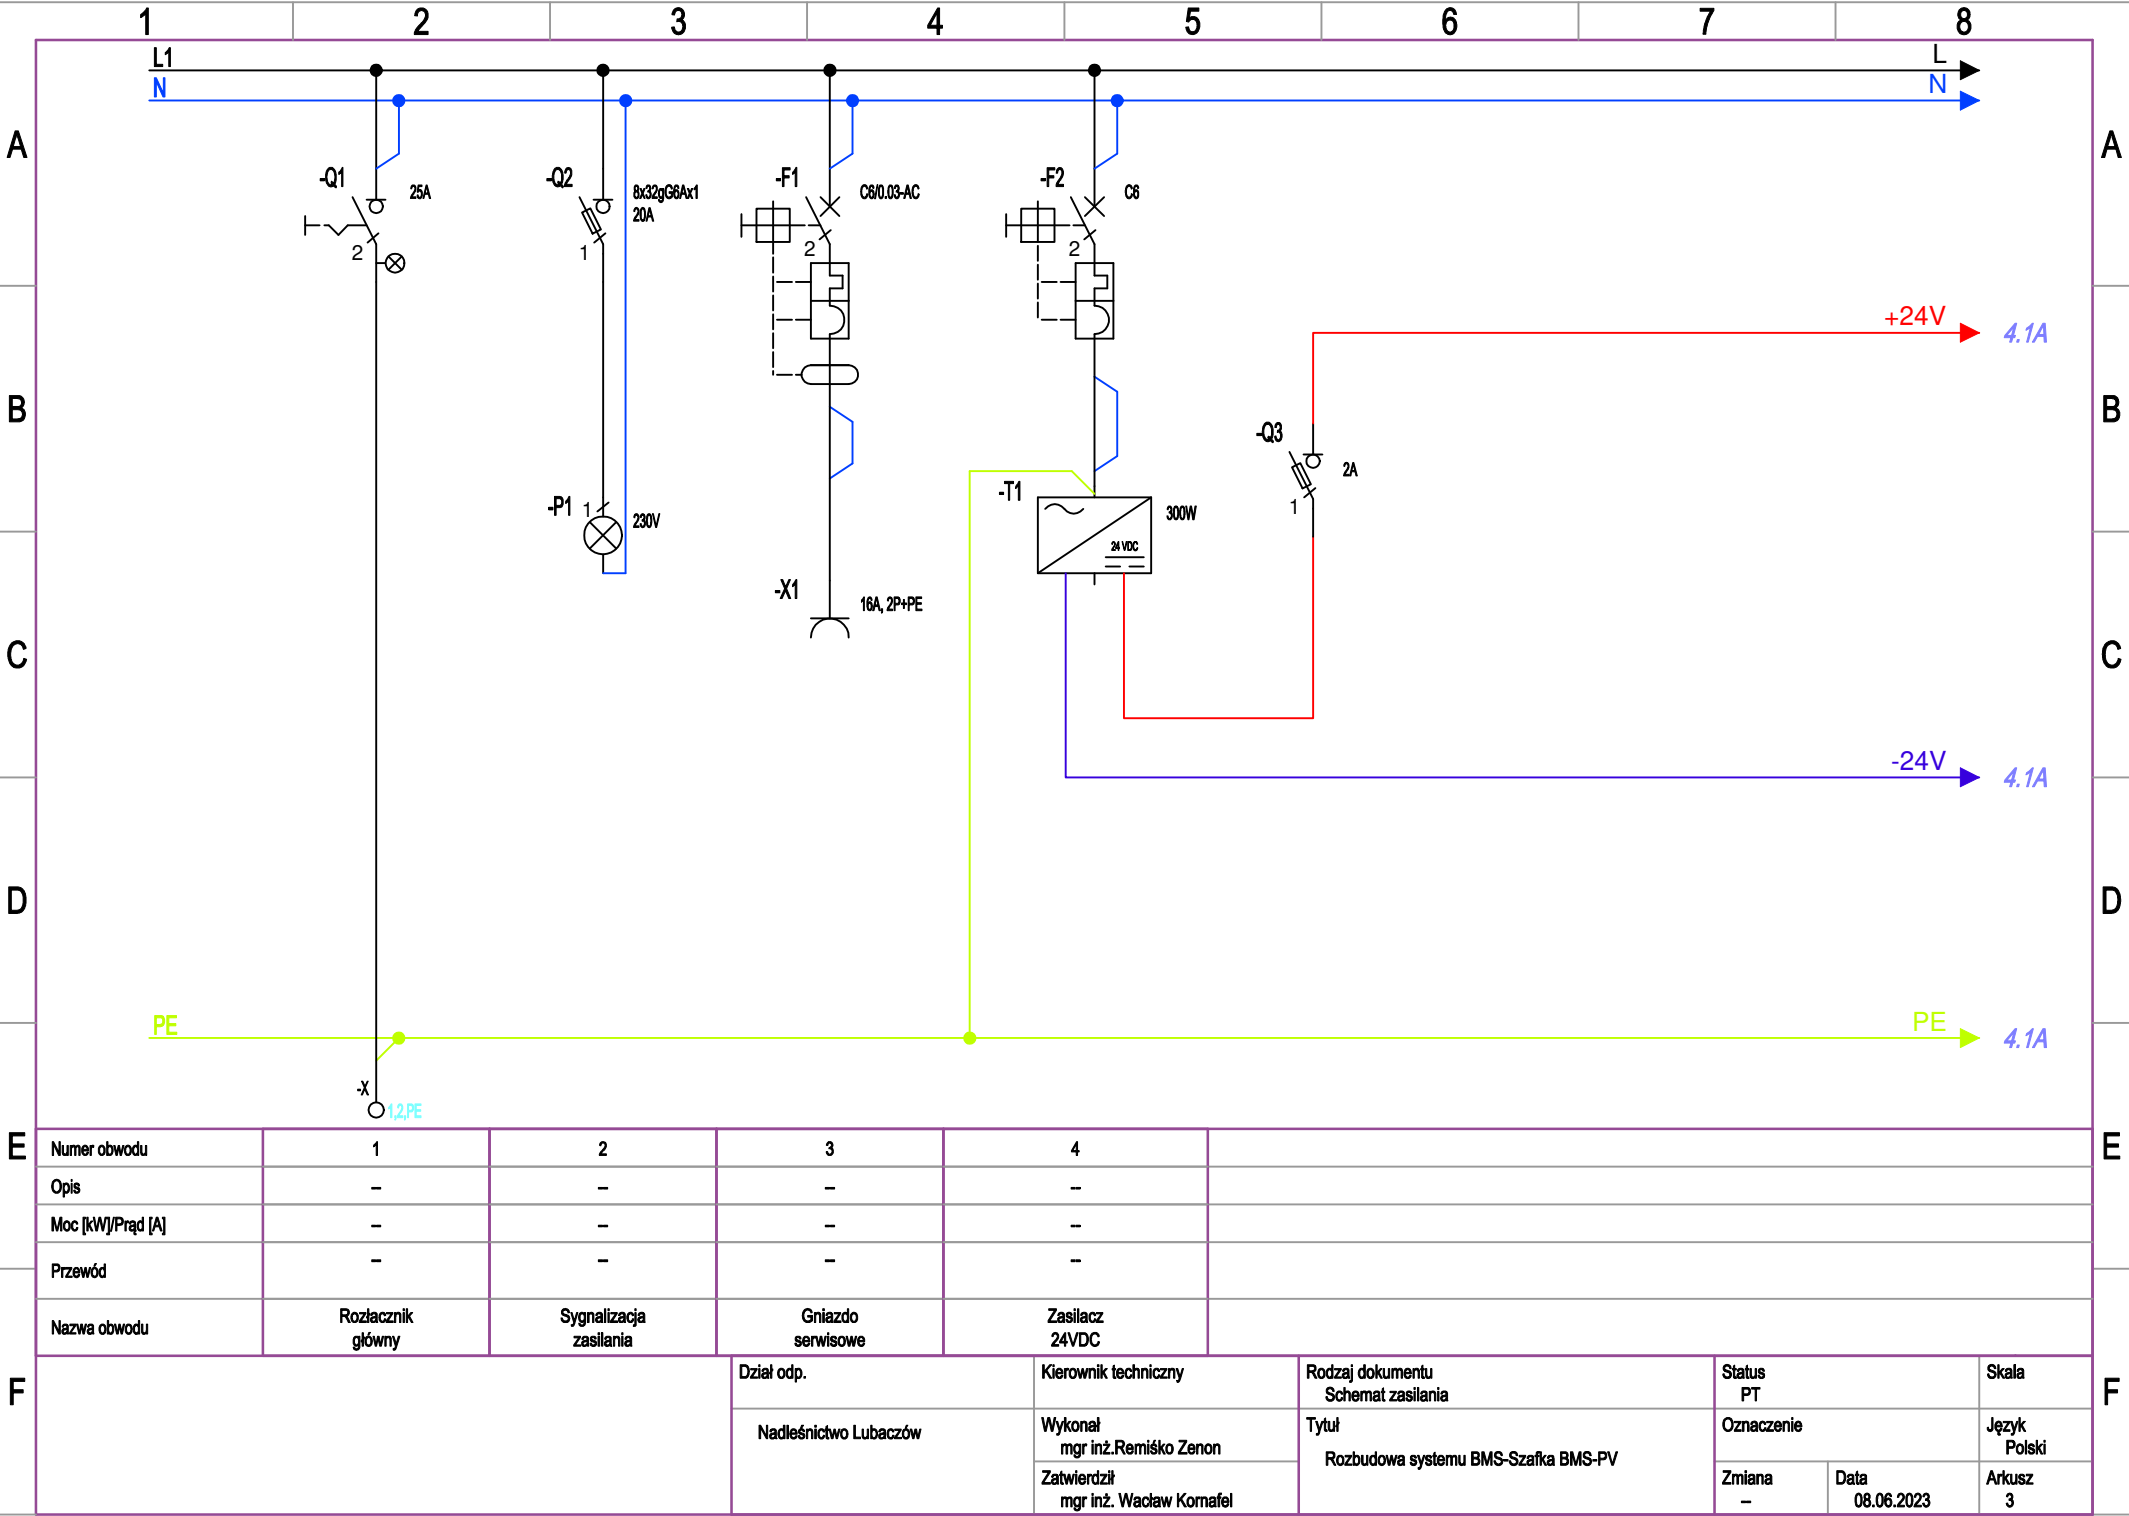 1 2 3 4 5 6 7 8
L1
L
N
N
A
A
-Q1
25A
2
-Q2
8x32gG6Ax1
20A
1
-F1
C6/0.03-AC
2
-F2
C6
2
+24V
4.1A
B
B
-Q3
2A
1
-P1
1
230V
-T1
300W
24 VDC
-X1
16A, 2P+PE
C
C
-24V
4.1A
D
D
PE
PE
4.1A
-X
1,2,PE
E
E
Numer obwodu 1 2 3 4
Opis – – – --
Moc [kW]/Prąd [A] – – – --
Przewód – – – --
Nazwa obwodu
Rozłacznik
główny
Sygnalizacja
zasilania
Gniazdo
serwisowe
Zasilacz
24VDC
F
F
Dział odp.
Nadleśnictwo Lubaczów
Kierownik techniczny
Wykonał
mgr inż.Remiśko Zenon
Zatwierdził
mgr inż. Wacław Kornafel
Rodzaj dokumentu
Schemat zasilania
Tytuł
Rozbudowa systemu BMS-Szafka BMS-PV
Status
PT
Skala
Oznaczenie
Język
Polski
Zmiana
–
Data
08.06.2023
Arkusz
3